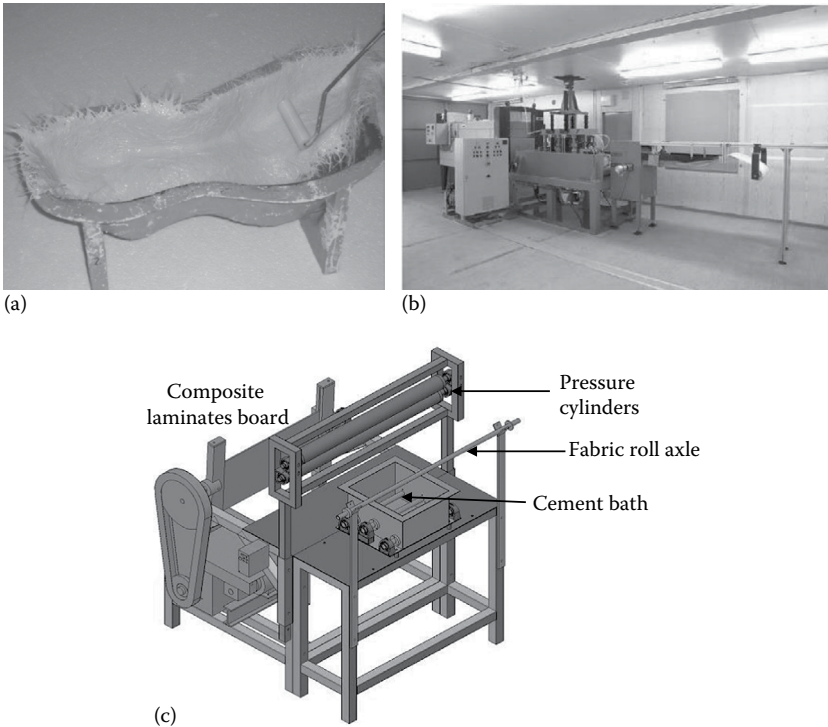 (a)
(b)
Composite
laminates board
Pressure
cylinders
Fabric roll axle
Cement bath
(c)